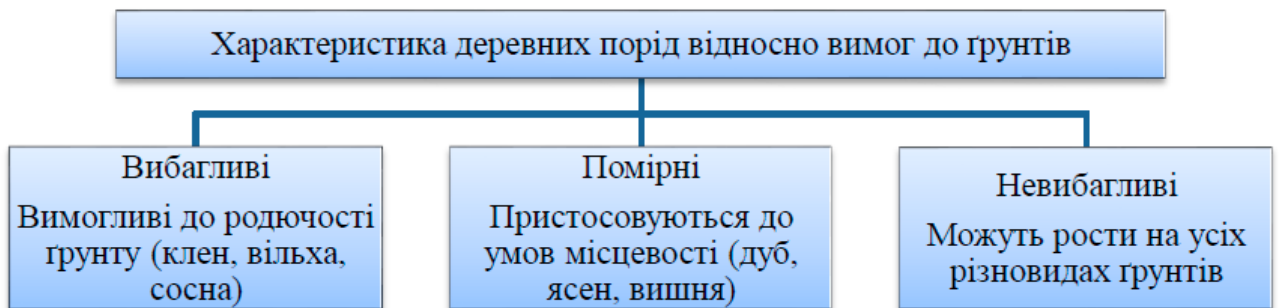 Характеристика деревних порід відносно вимог до ґрунтів
Вибагливі
Вимогливі до родючості
ґрунту (клен, вільха,
сосна)
Помірні
Пристосовуються до
умов місцевості (дуб,
ясен, вишня)
Невибагливі
Можуть рости на усіх
різновидах ґрунтів